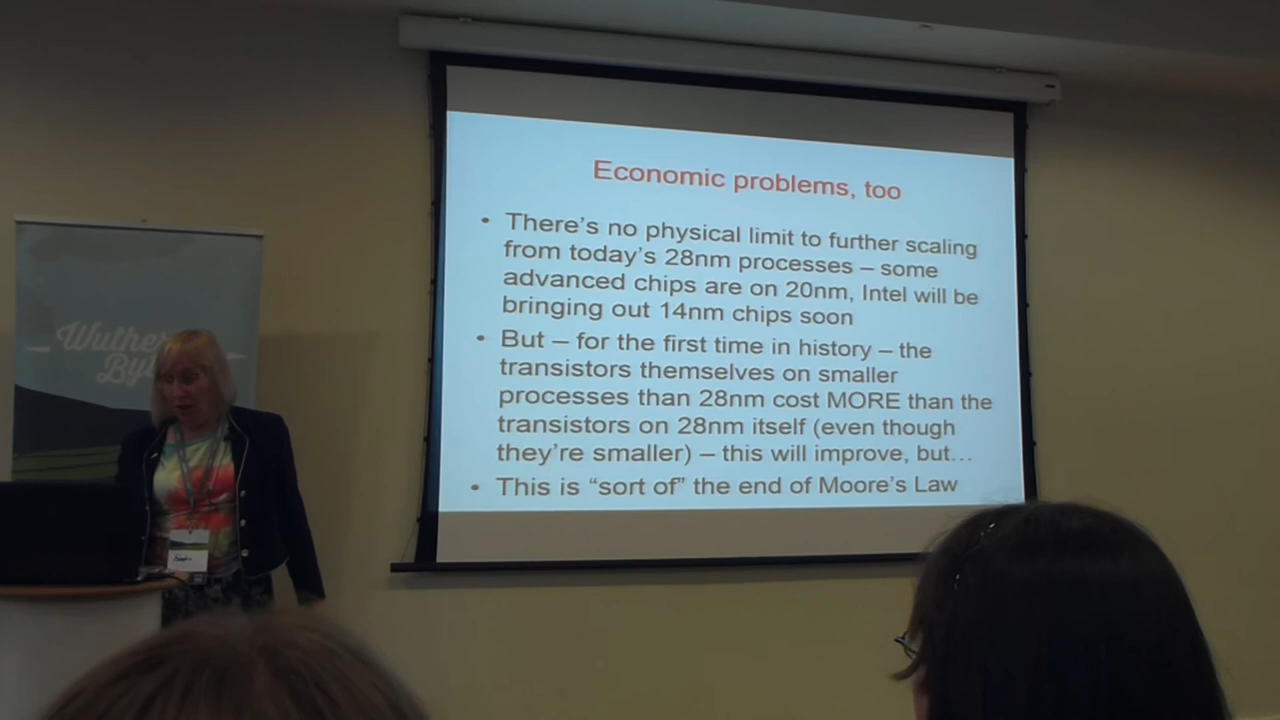 Economic problems, too
• There's no physical limit to further scaling
from today's 28nm processes – some
advanced chips are on 20nm, Intel will be
bringing out 14nm chips soon
• But – for the first time in history – the
transistors themselves on smaller
processes than 28nm cost MORE than the
transistors on 28nm itself (even though
they're smaller) – this will improve, but…
• This is “sort of” the end of Moore's Law